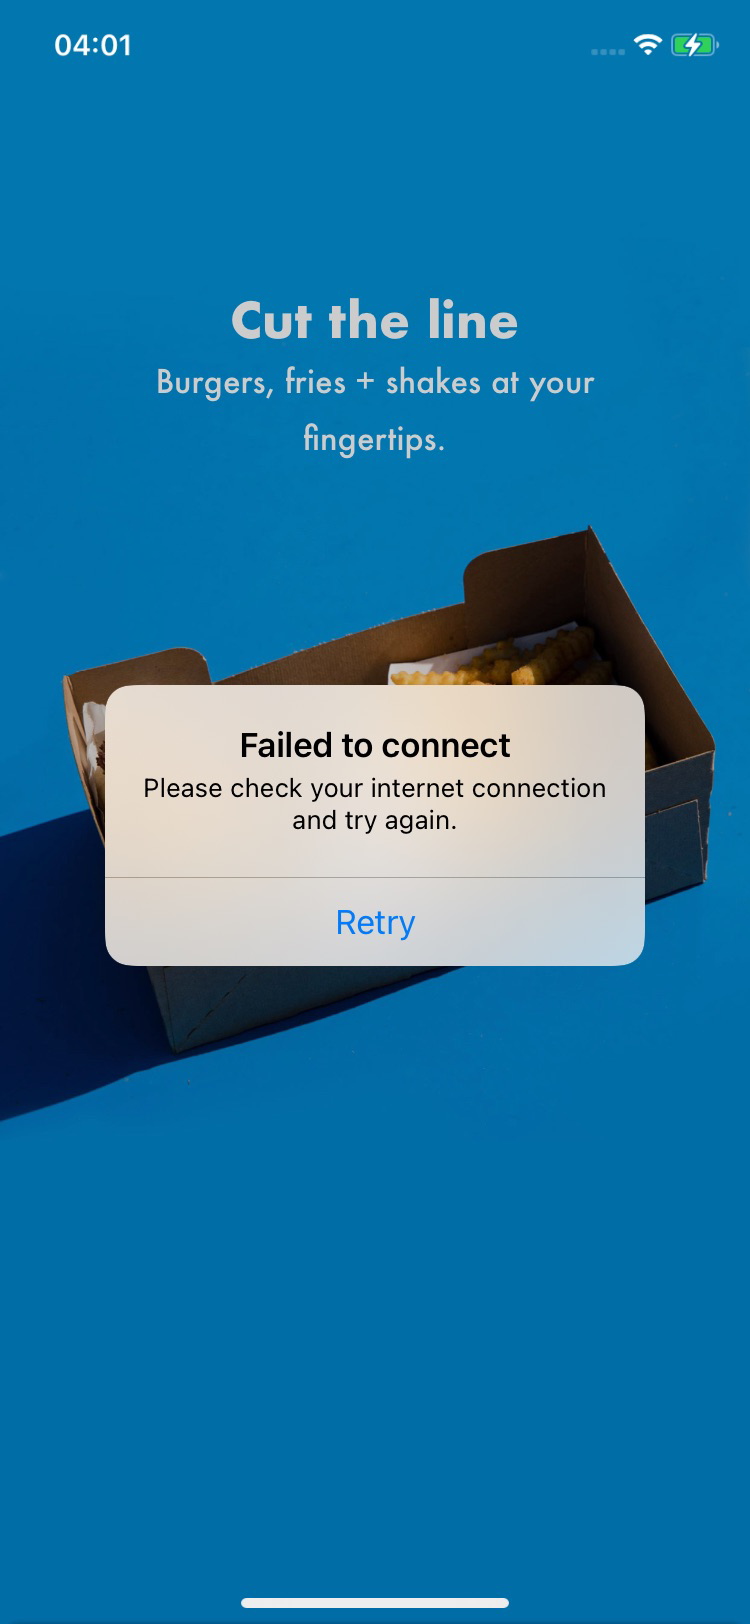 04:01
Cut the line
Burgers, fries + shakes at your
fingertips.
Failed to connect
Please check your internet connection
and try again.
Retry